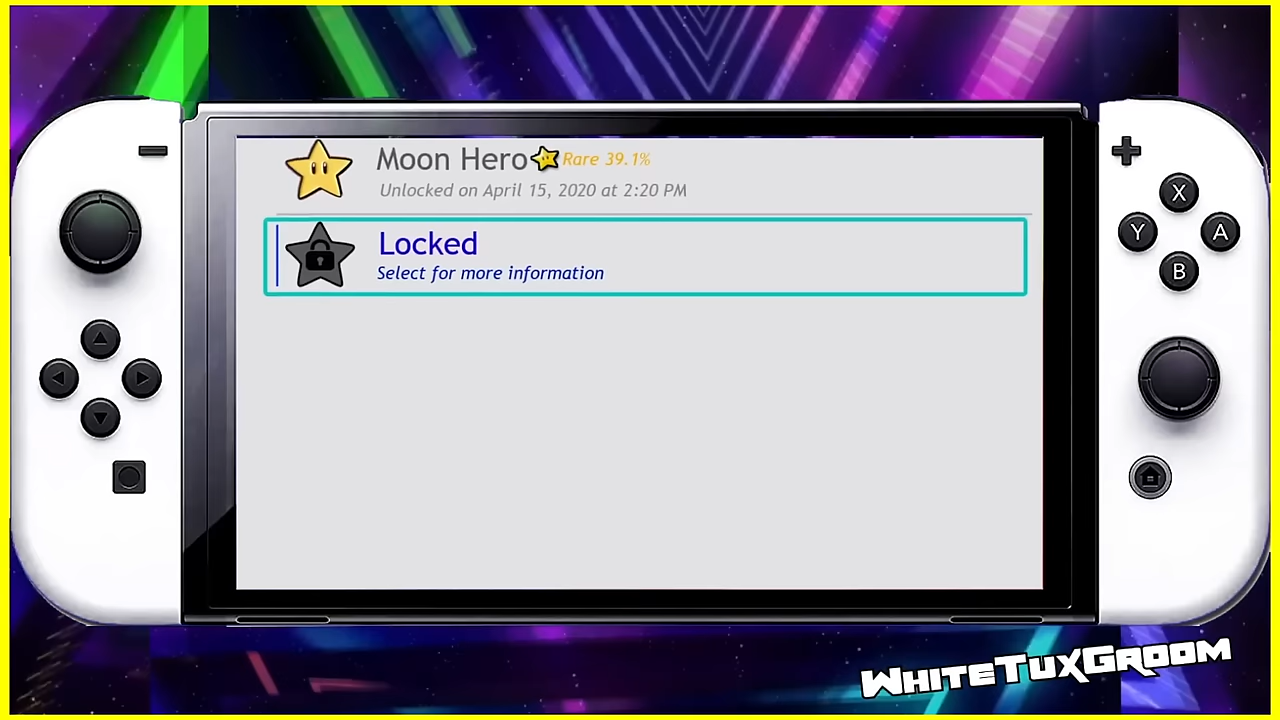 Moon Hero Rare 39.1%
Unlocked on April 15, 2020 at 2:20 PM
Locked
Select for more information
X
Y
A
B
WhiteTuxGroom